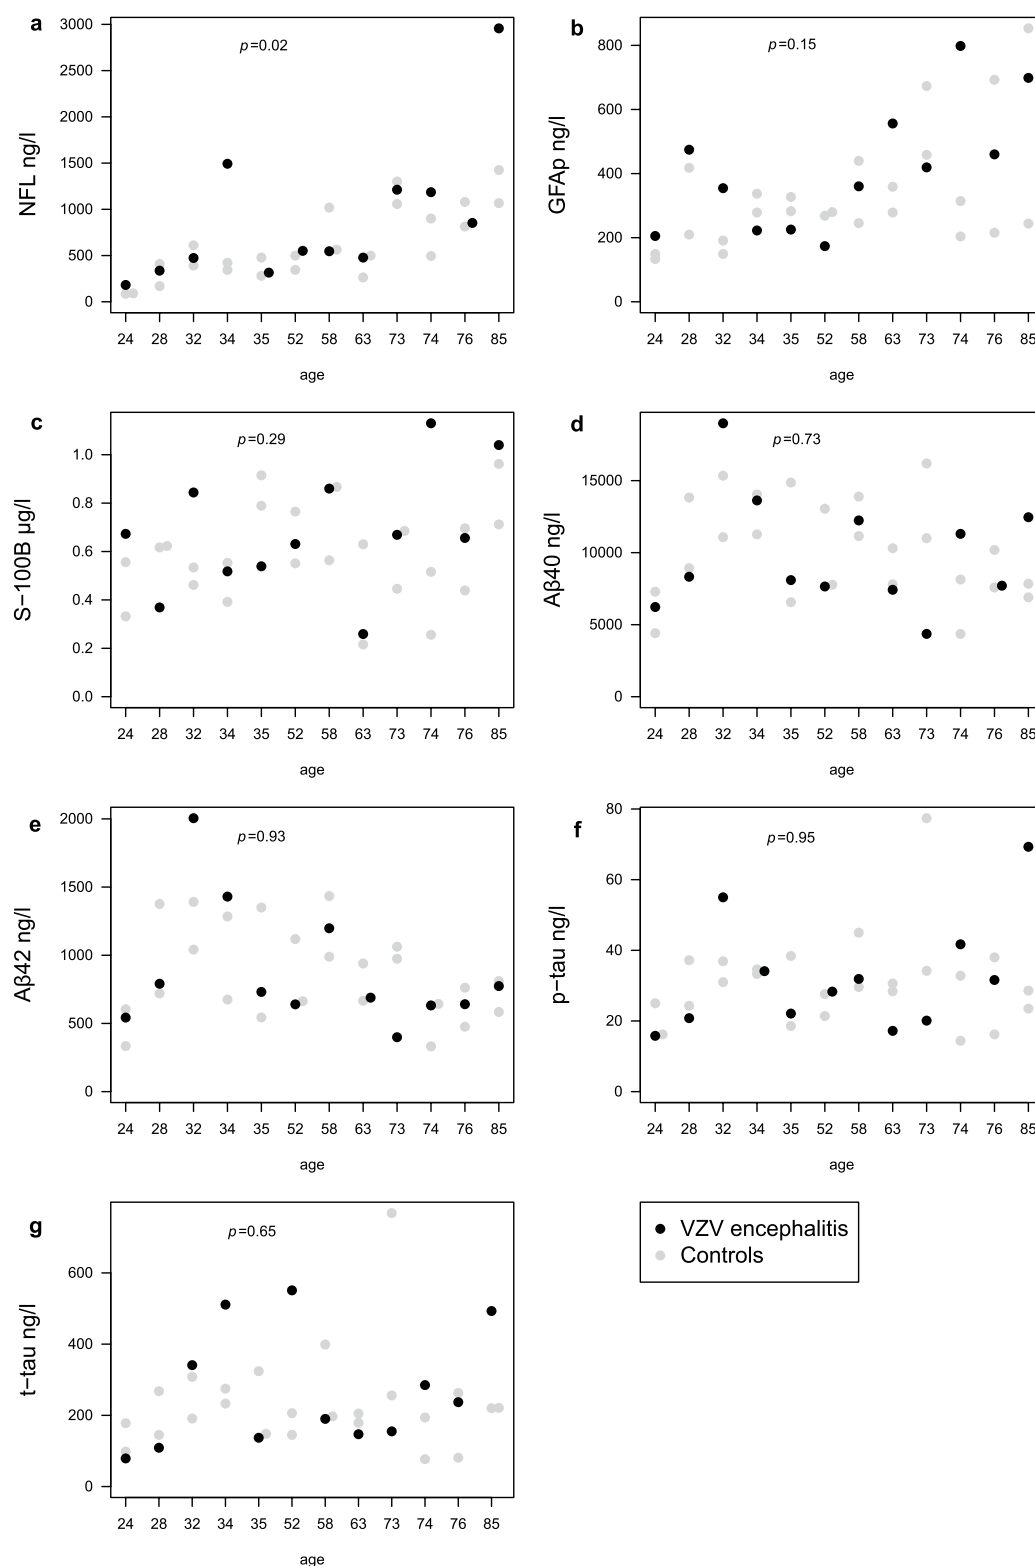 a
p=0.02
NFL ng/l
3000
2500
2000
1500
1000
500
0
24 28 32 34 35 52 58 63 73 74 76 85
age
b
p=0.15
GFAp ng/l
800
600
400
200
0
24 28 32 34 35 52 58 63 73 74 76 85
age
c
p=0.29
S−100B µg/l
1.0
0.8
0.6
0.4
0.2
0.0
24 28 32 34 35 52 58 63 73 74 76 85
age
d
p=0.73
Aβ40 ng/l
15000
10000
5000
0
24 28 32 34 35 52 58 63 73 74 76 85
age
e
p=0.93
Aβ42 ng/l
2000
1500
1000
500
0
24 28 32 34 35 52 58 63 73 74 76 85
age
f
p=0.95
p−tau ng/l
80
60
40
20
0
24 28 32 34 35 52 58 63 73 74 76 85
age
g
p=0.65
t−tau ng/l
600
400
200
0
24 28 32 34 35 52 58 63 73 74 76 85
age
VZV encephalitis
Controls